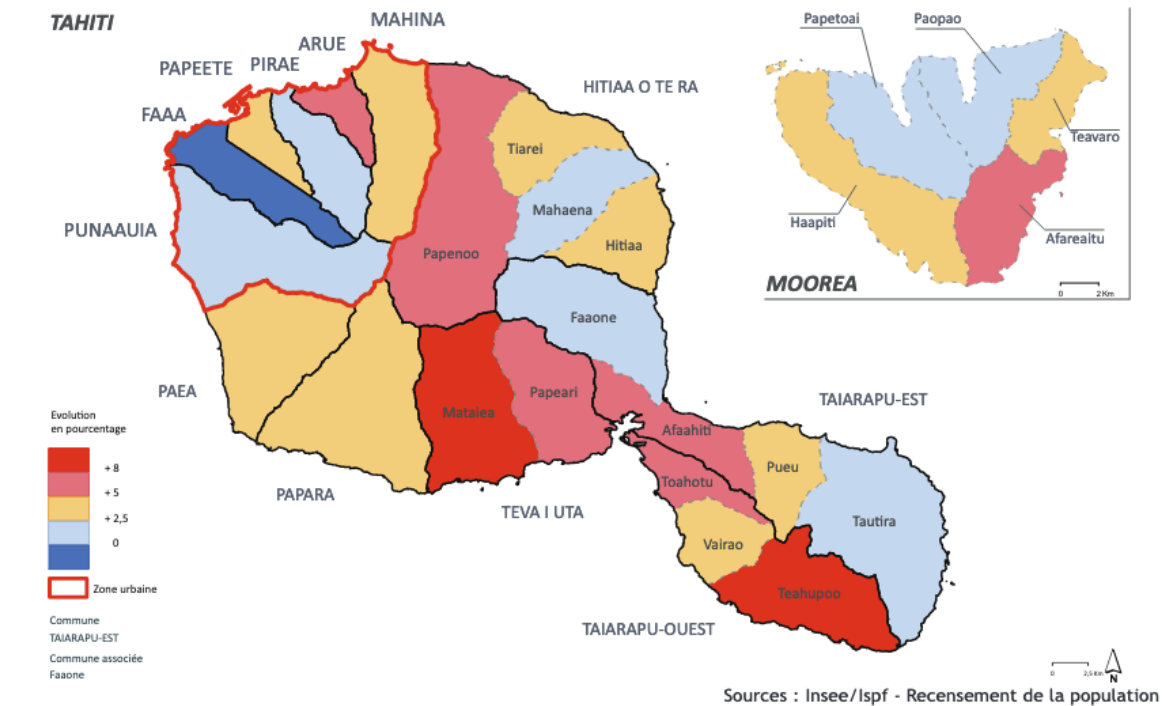 TAHITI
MAHINA
ARUE
PIRAE
PAPEETE
FAAA
HITIAA O TE RA
Papetoai
Paopao
Teavaro
Haapiti
Afareaitu
MOOREA
0 2 Km
Tiarei
Mahaena
Hitiaa
PUNAAUIA
Papenoo
Faaone
PAEA
Mataiea
Papeari
TAIARAPU-EST
Afaahiti
Pueu
Toahotu
Tautira
PAPARA
TEVA I UTA
Vairao
Teahupoo
TAIARAPU-OUEST
Evolution
en pourcentage
+ 8
+ 5
+ 2,5
0
Zone urbaine
Commune
TAIARAPU-EST
Commune associée
Faaone
0 2,5 Km
N
Sources : Insee/Ispf - Recensement de la population